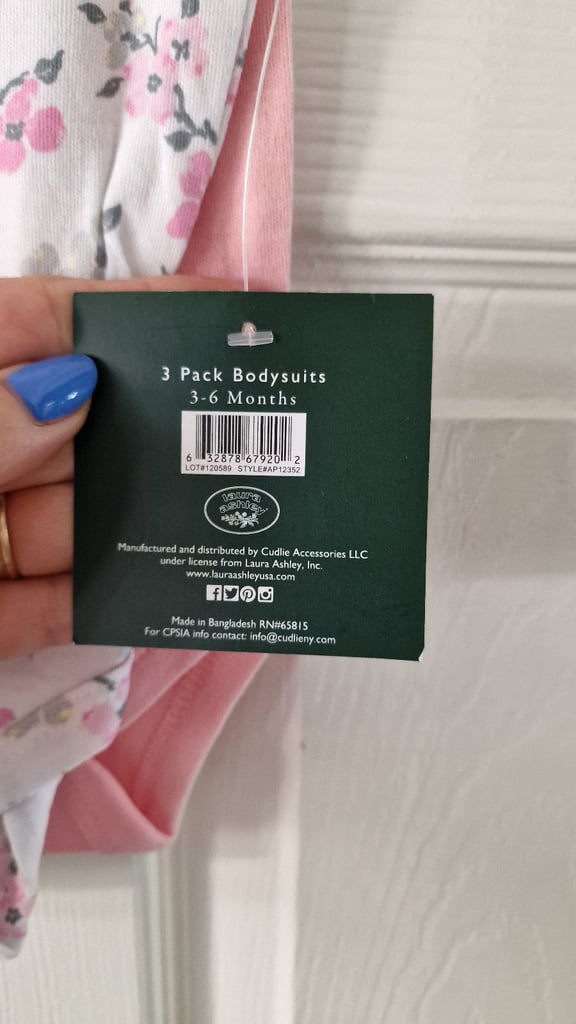 3 Pack Bodysuits
3-6 Months
6 32878 67920 2
LOT#120589 STYLE#AP12352
laura
ashley
Manufactured and distributed by Cudlie Accessories LLC
under license from Laura Ashley, Inc.
www.lauraashleyusa.com
Made in Bangladesh RN#65815
For CPSIA info contact: info@cudlieny.com